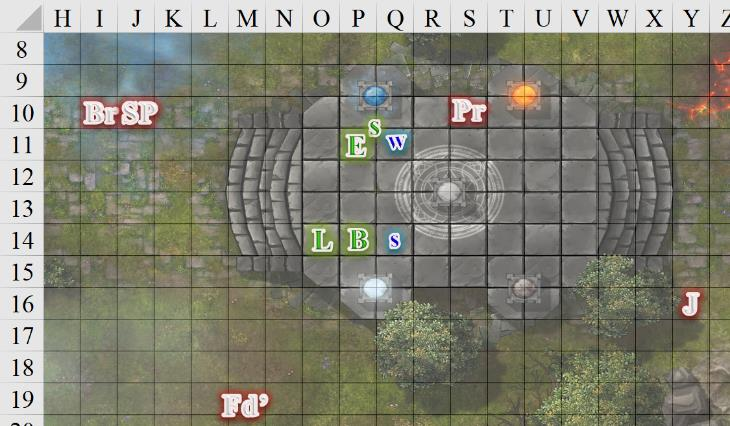 H I J K L M N O P Q R S T U V W X Y Z
8
9
10 Br SP Pr
11 E s w
12
13
14 L B s
15
16 J
17
18
19 Fd’